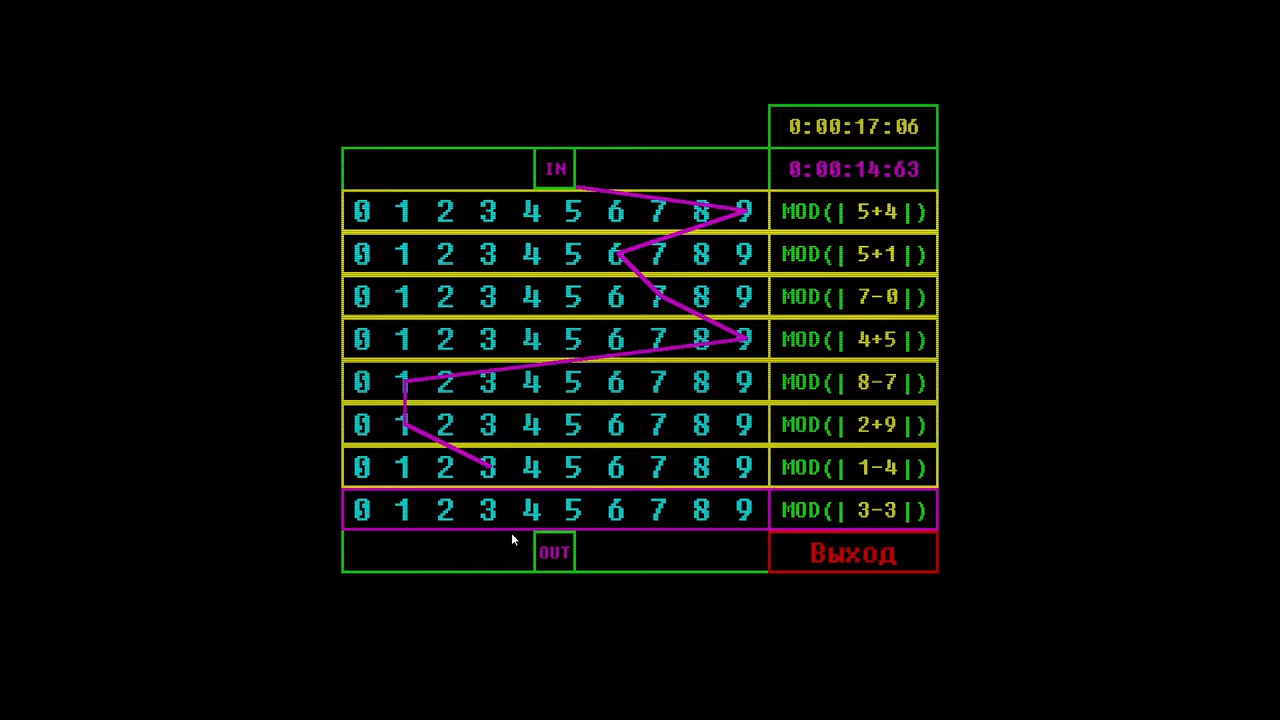 0:00:17:06
IN 0:00:14:63
0 1 2 3 4 5 6 7 8 9 MOD(| 5+4|)
0 1 2 3 4 5 6 7 8 9 MOD(| 5+1|)
0 1 2 3 4 5 6 7 8 9 MOD(| 7-0|)
0 1 2 3 4 5 6 7 8 9 MOD(| 4+5|)
0 1 2 3 4 5 6 7 8 9 MOD(| 8-7|)
0 1 2 3 4 5 6 7 8 9 MOD(| 2+9|)
0 1 2 3 4 5 6 7 8 9 MOD(| 1-4|)
0 1 2 3 4 5 6 7 8 9 MOD(| 3-3|)
OUT Выход